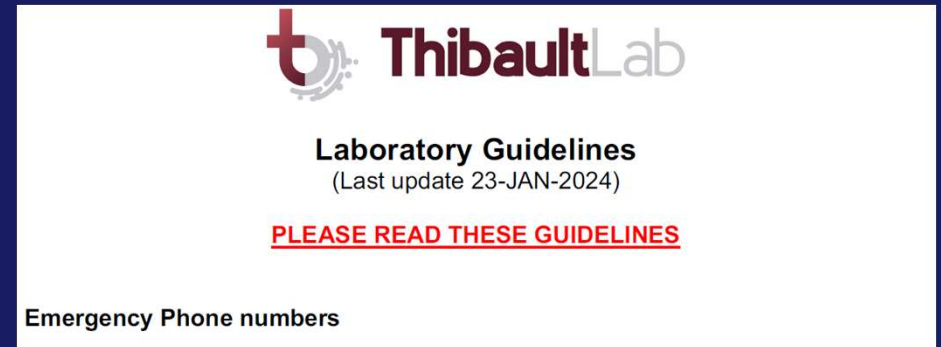 ThibaultLab
Laboratory Guidelines
(Last update 23-JAN-2024)
PLEASE READ THESE GUIDELINES
Emergency Phone numbers